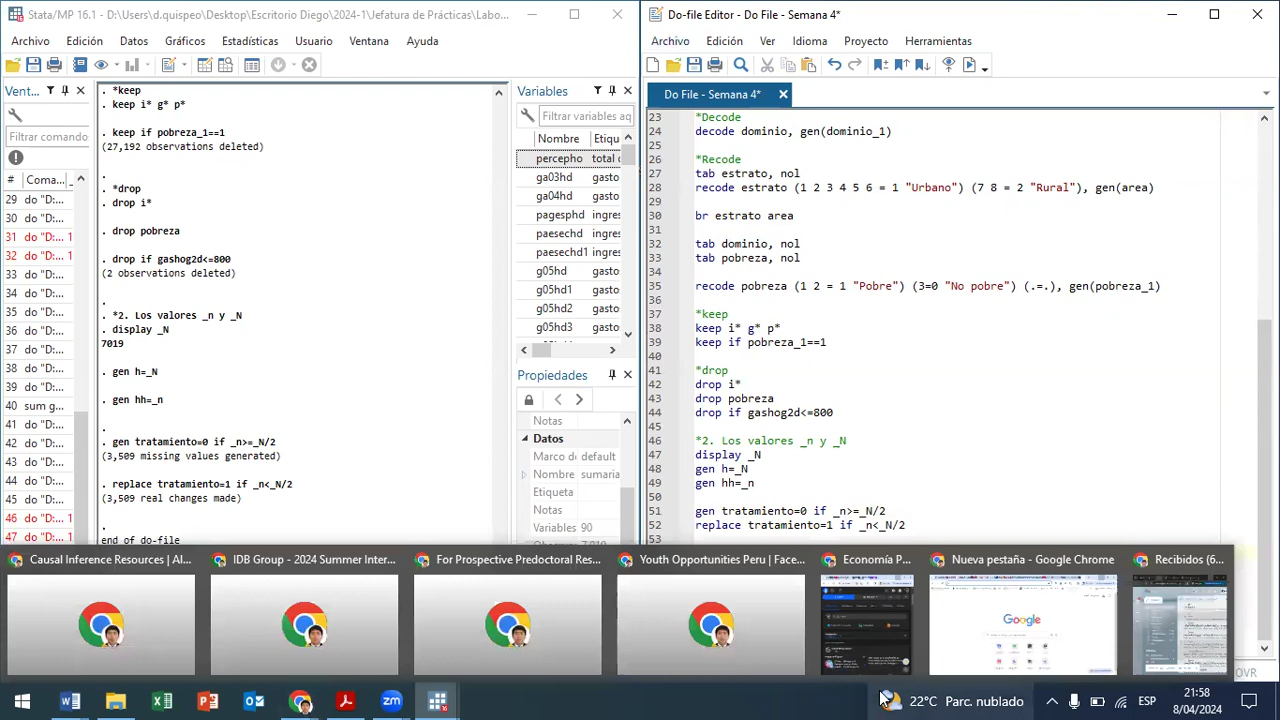 Stata/MP 16.1 - D:\Users\d.quispeo\Desktop\Escritorio Diego\2024-1\Jefatura de Prácticas\Labo...
Archivo Edición Datos Gráficos Estadísticas Usuario Ventana Ayuda
Vent...
Filtrar comando
# Coma...
29 do "D:...
30 do "D:...
31 do "D:... 1
32 do "D:... 1
33 do "D:...
34 do "D:...
35 do "D:...
36 do "D:...
37 do "D:...
38 do "D:...
39 do "D:...
40 sum g...
41 do "D:...
42 do "D:...
43 do "D:...
44 do "D:...
45 do "D:...
46 do "D:... 1
47 do "D:... 1
. *keep
. keep i* g* p*
. keep if pobreza_1==1
(27,192 observations deleted)
.
. *drop
. drop i*
. drop pobreza
. drop if gashog2d<=800
(2 observations deleted)
.
. *2. Los valores _n y _N
. display _N
7019
. gen h=_N
. gen hh=_n
. gen tratamiento=0 if _n>=_N/2
(3,509 missing values generated)
. replace tratamiento=1 if _n<_N/2
(3,509 real changes made)
.
end of do-file
Variables
Filtrar variables aq
Nombre Etiqu
percepho total
ga03hd gasto
ga04hd gasto
pagesphd ingres
paesechd ingres
paesechd1 ingres
g05hd gasto
g05hd1 gasto
g05hd2 gasto
g05hd3 gasto
Propiedades
Notas
Datos
Marco de default
Nombre sumaria
Etiqueta
Notas
Variables 90
Do-file Editor - Do File - Semana 4*
Archivo Edición Ver Idioma Proyecto Herramientas
Do File - Semana 4*
23 *Decode
24 decode dominio, gen(dominio_1)
25
26 *Recode
27 tab estrato, nol
28 recode estrato (1 2 3 4 5 6 = 1 "Urbano") (7 8 = 2 "Rural"), gen(area)
29
30 br estrato area
31
32 tab dominio, nol
33 tab pobreza, nol
34
35 recode pobreza (1 2 = 1 "Pobre") (3=0 "No pobre") (.=.), gen(pobreza_1)
36
37 *keep
38 keep i* g* p*
39 keep if pobreza_1==1
40
41 *drop
42 drop i*
43 drop pobreza
44 drop if gashog2d<=800
45
46 *2. Los valores _n y _N
47 display _N
48 gen h=_N
49 gen hh=_n
50
51 gen tratamiento=0 if _n>=_N/2
52 replace tratamiento=1 if _n<_N/2
53
Causal Inference Resources | Al...
IDB Group - 2024 Summer Inter...
For Prospective Predoctoral Res...
Youth Opportunities Peru | Face...
Economía P...
Nueva pestaña - Google Chrome
Recibidos (6...
Google
OVR
22°C Parc. nublado
ESP
21:58
8/04/2024